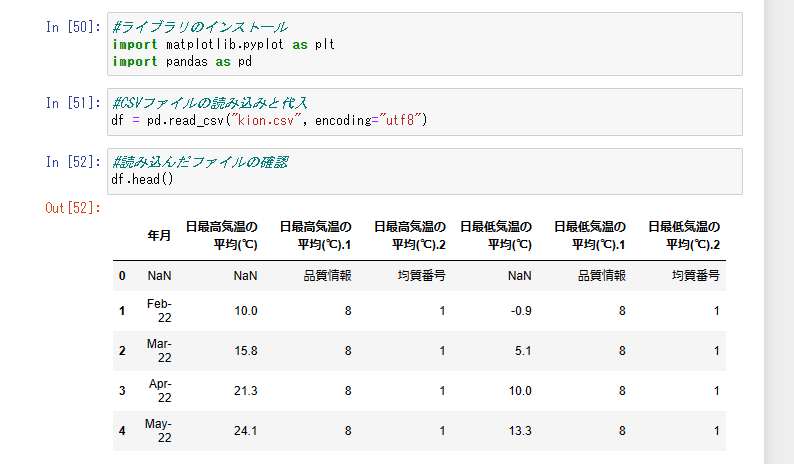 In [50]: #ライブラリのインストール
import matplotlib.pyplot as plt
import pandas as pd
In [51]: #CSVファイルの読み込みと代入
df = pd.read_csv("kion.csv", encoding="utf8")
In [52]: #読み込んだファイルの確認
df.head()
Out[52]:
年月 日最高気温の平均(℃) 日最高気温の平均(℃).1 日最高気温の平均(℃).2 日最低気温の平均(℃) 日最低気温の平均(℃).1 日最低気温の平均(℃).2
0 NaN NaN 品質情報 均質番号 NaN 品質情報 均質番号
1 Feb-22 10.0 8 1 -0.9 8 1
2 Mar-22 15.8 8 1 5.1 8 1
3 Apr-22 21.3 8 1 10.0 8 1
4 May-22 24.1 8 1 13.3 8 1